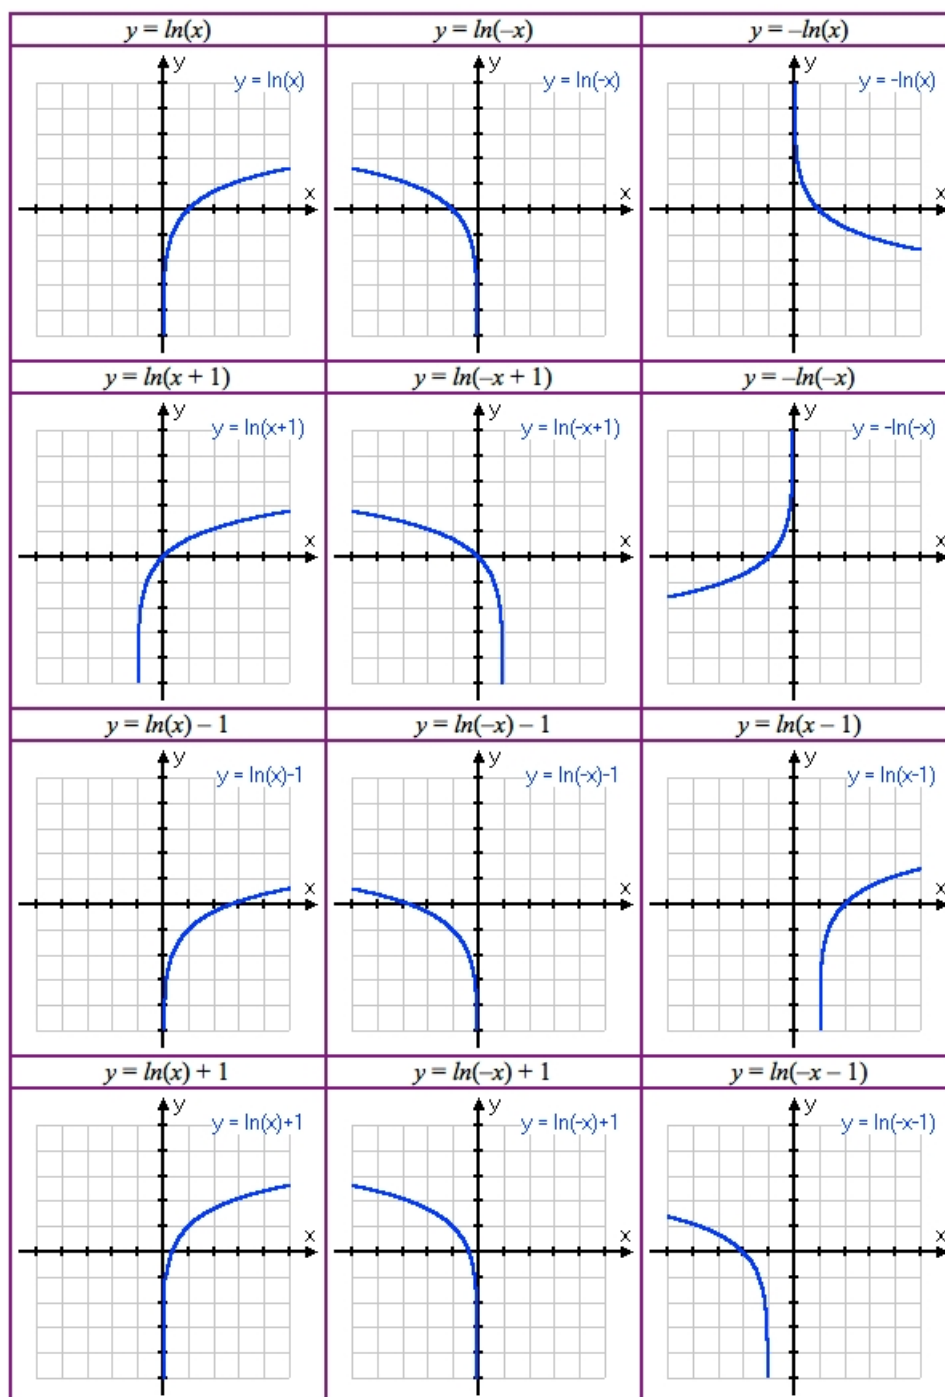 y = ln(x)
y = ln(–x)
y = –ln(x)
y
y = ln(x)
x
y
y = ln(-x)
x
y
y = -ln(x)
x
y = ln(x + 1)
y = ln(–x + 1)
y = –ln(–x)
y
y = ln(x+1)
x
y
y = ln(-x+1)
x
y
y = -ln(-x)
x
y = ln(x) – 1
y = ln(–x) – 1
y = ln(x – 1)
y
y = ln(x)-1
x
y
y = ln(-x)-1
x
y
y = ln(x-1)
x
y = ln(x) + 1
y = ln(–x) + 1
y = ln(–x – 1)
y
y = ln(x)+1
x
y
y = ln(-x)+1
x
y
y = ln(-x-1)
x